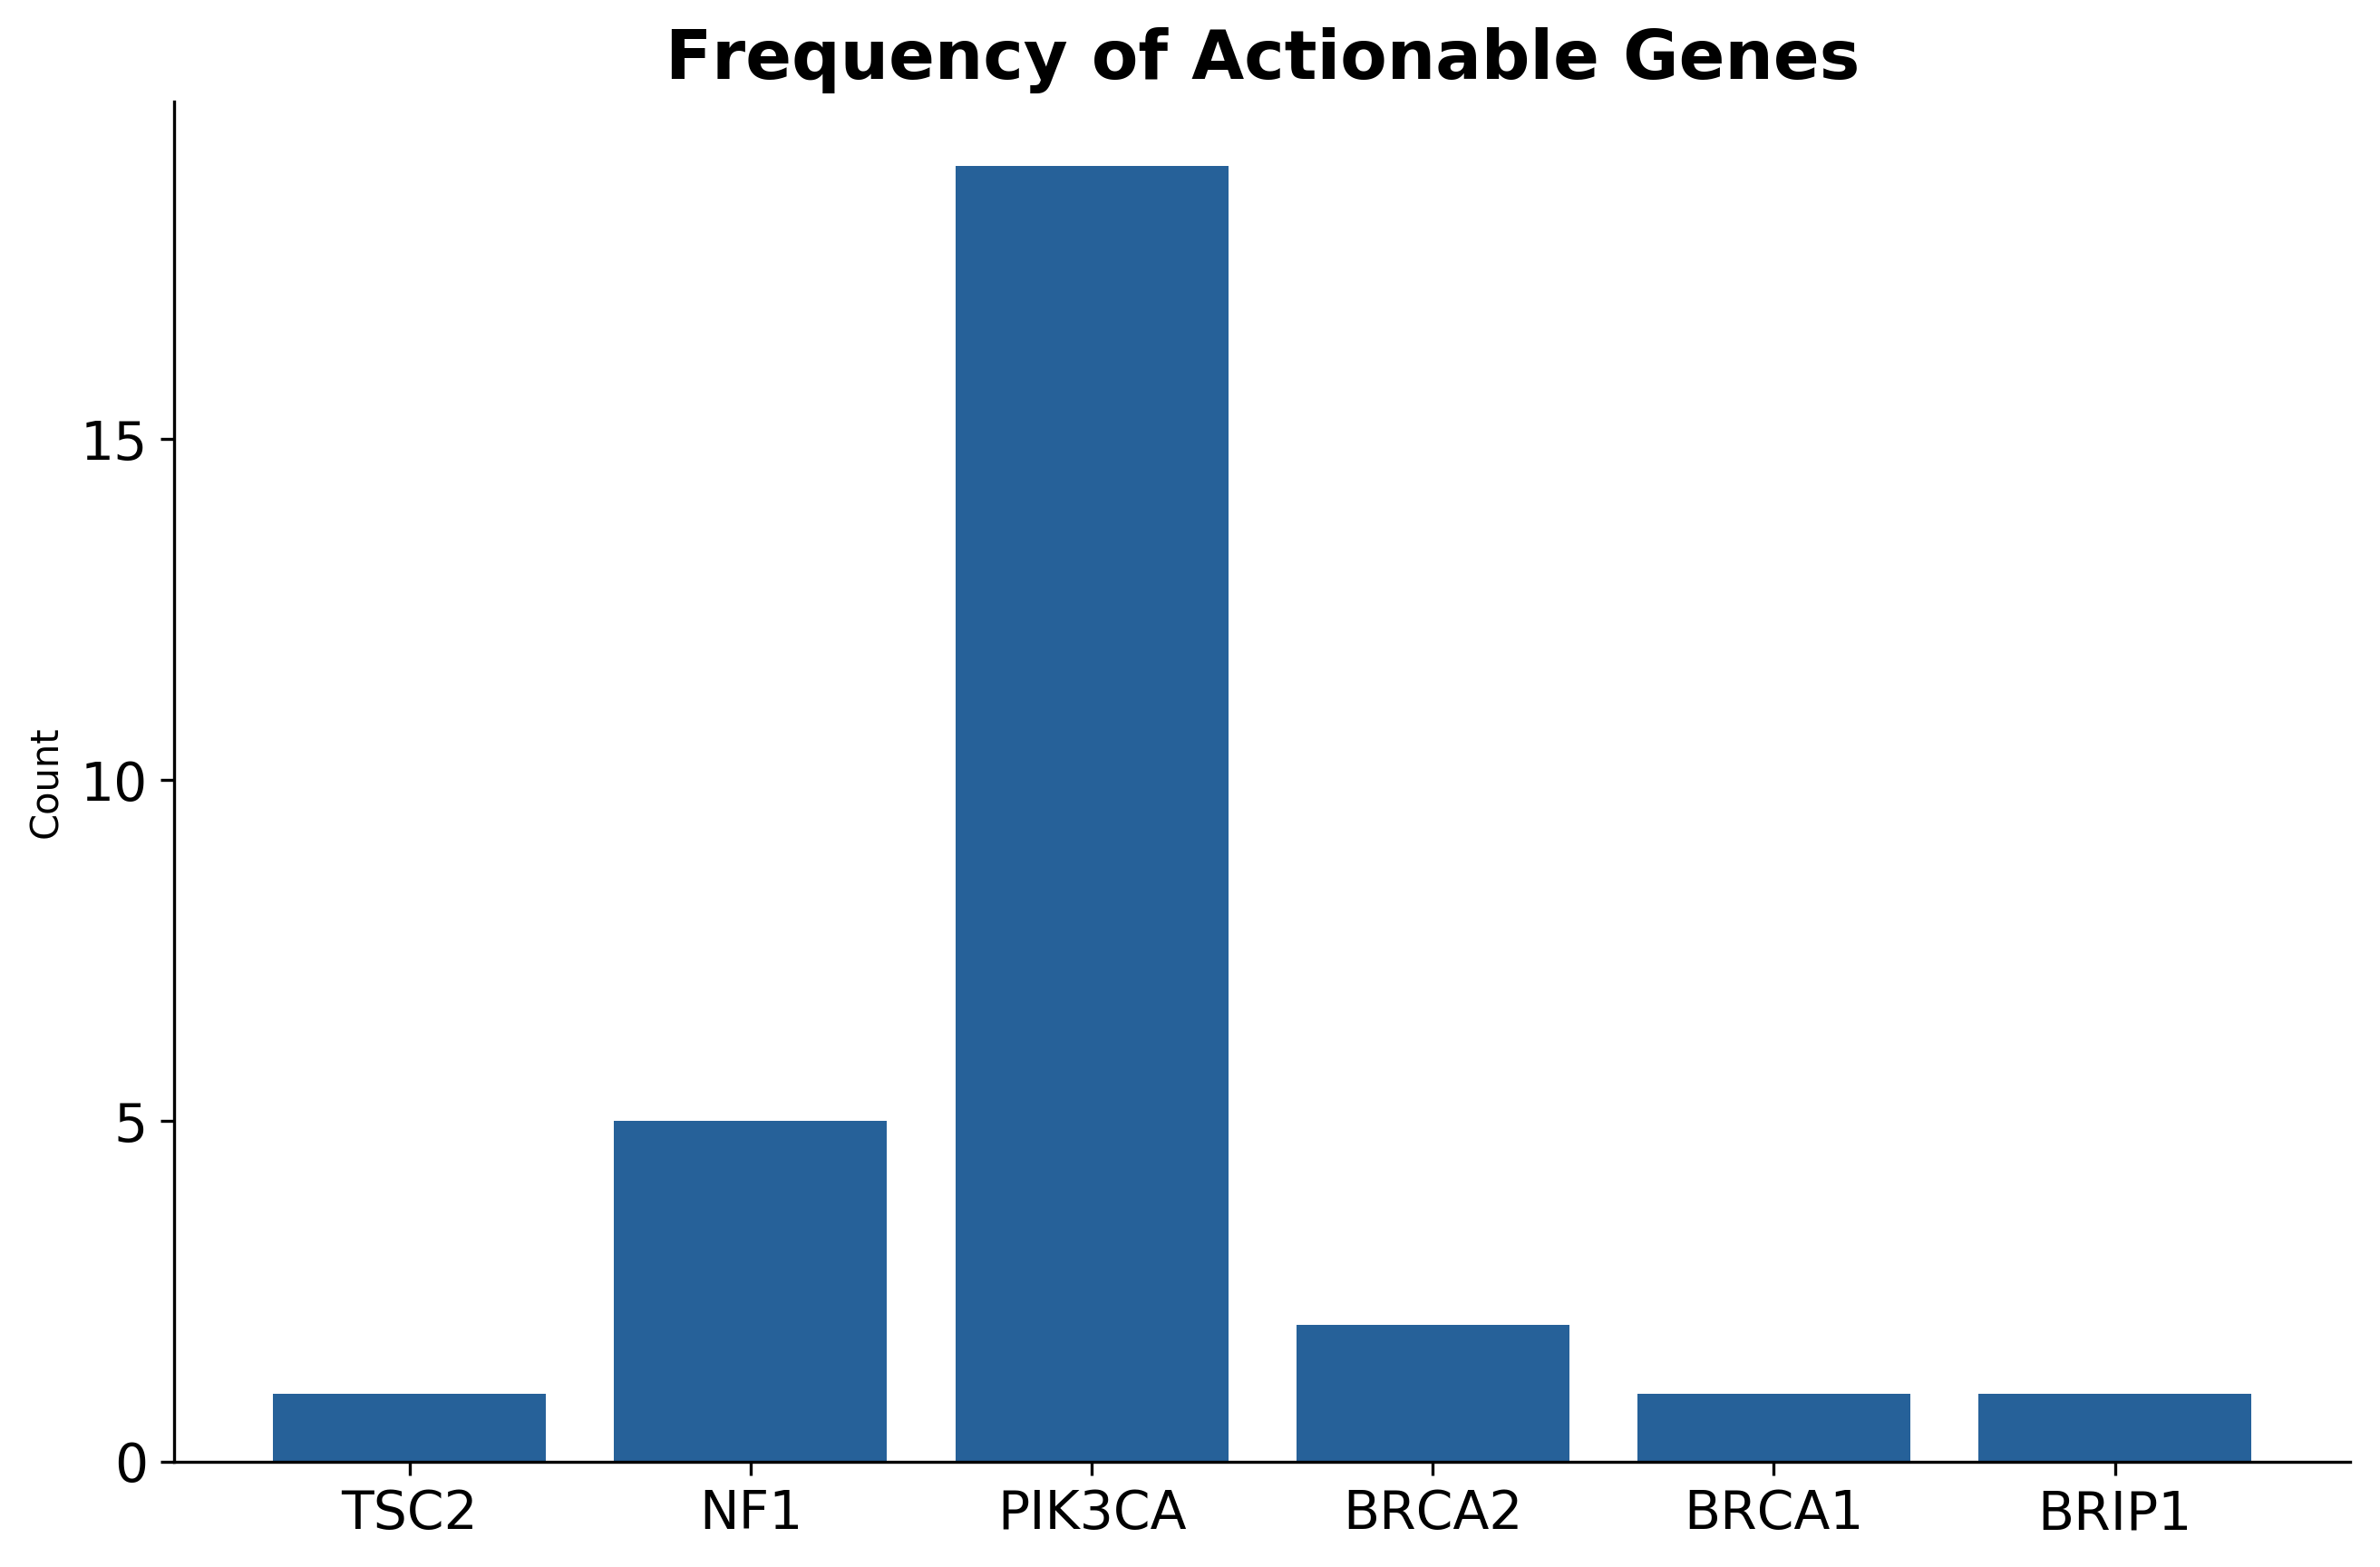 Frequency of Actionable Genes
Count
15
10
5
0
TSC2 NF1 PIK3CA BRCA2 BRCA1 BRIP1